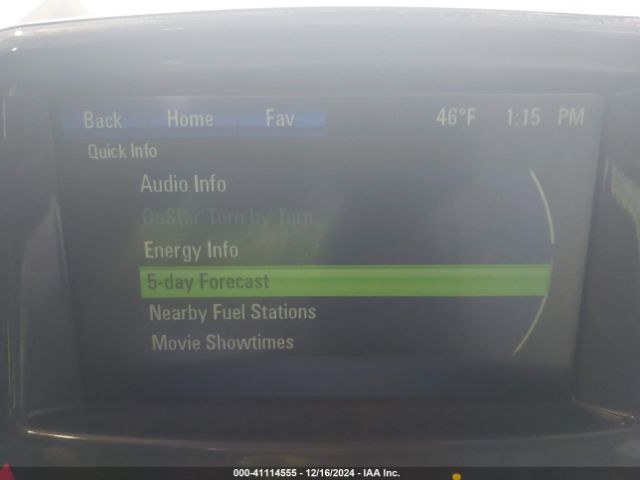 Back Home Fav 46°F 1:15 PM
Quick Info
Audio Info
OnStar Turn by Turn
Energy Info
5-day Forecast
Nearby Fuel Stations
Movie Showtimes
000-41114555 - 12/16/2024 - IAA Inc.